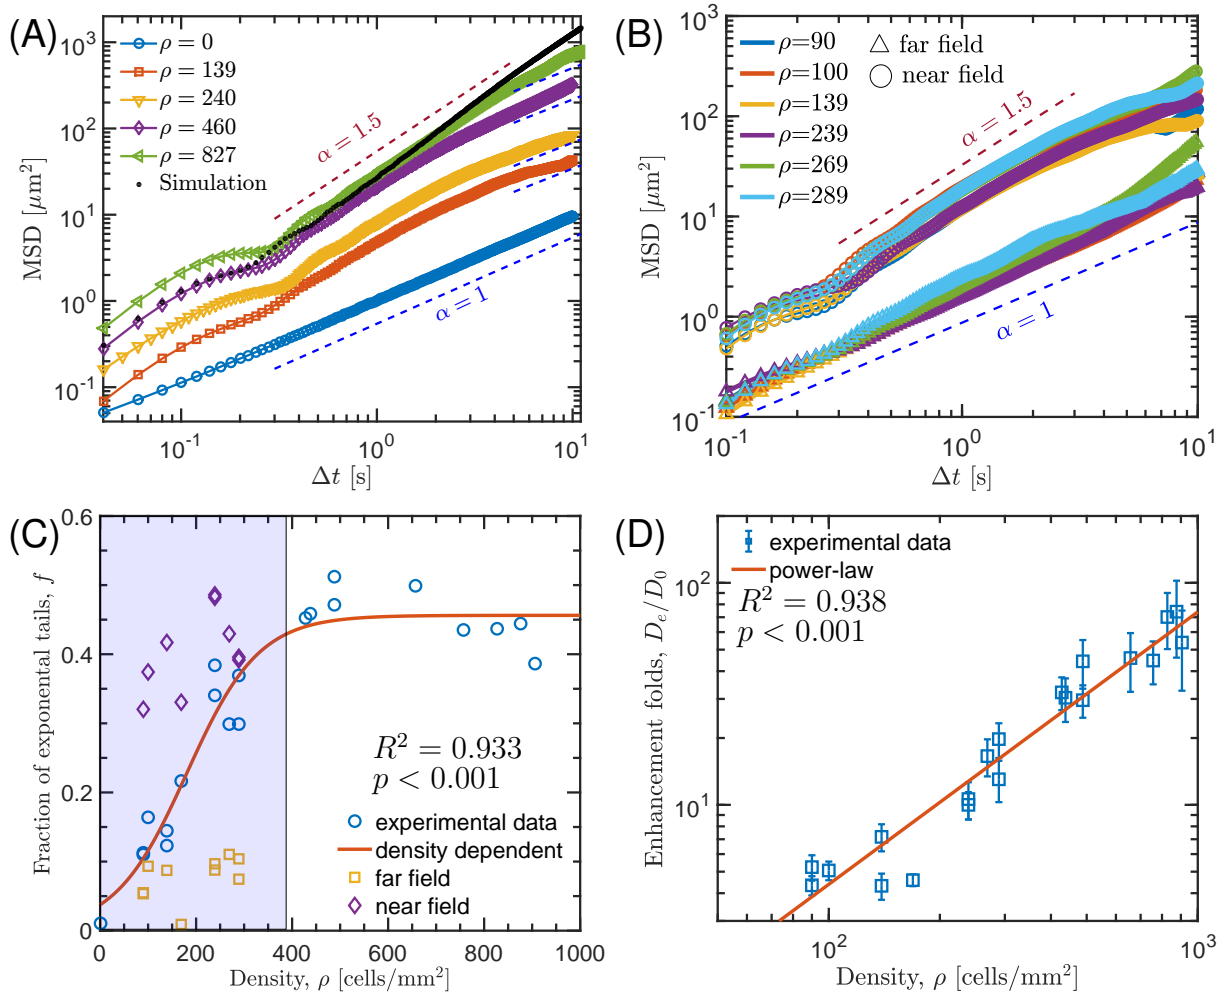 (A)
10³
10²
10¹
10⁰
10⁻¹
MSD [μm²]
ρ = 0
ρ = 139
ρ = 240
ρ = 460
ρ = 827
Simulation
α = 1.5
α = 1
10⁻¹ 10⁰ 10¹
Δt [s]
(B)
10³
10²
10¹
10⁰
10⁻¹
MSD [μm²]
ρ=90
ρ=100
ρ=139
ρ=239
ρ=269
ρ=289
far field
near field
α = 1.5
α = 1
10⁻¹ 10⁰ 10¹
Δt [s]
(C)
0.6
0.4
0.2
0
Fraction of exponential tails, f
R² = 0.933
p < 0.001
experimental data
density dependent
far field
near field
0 200 400 600 800 1000
Density, ρ [cells/mm²]
(D)
10²
10¹
Enhancement folds, Dₑ/D₀
experimental data
power-law
R² = 0.938
p < 0.001
10² 10³
Density, ρ [cells/mm²]